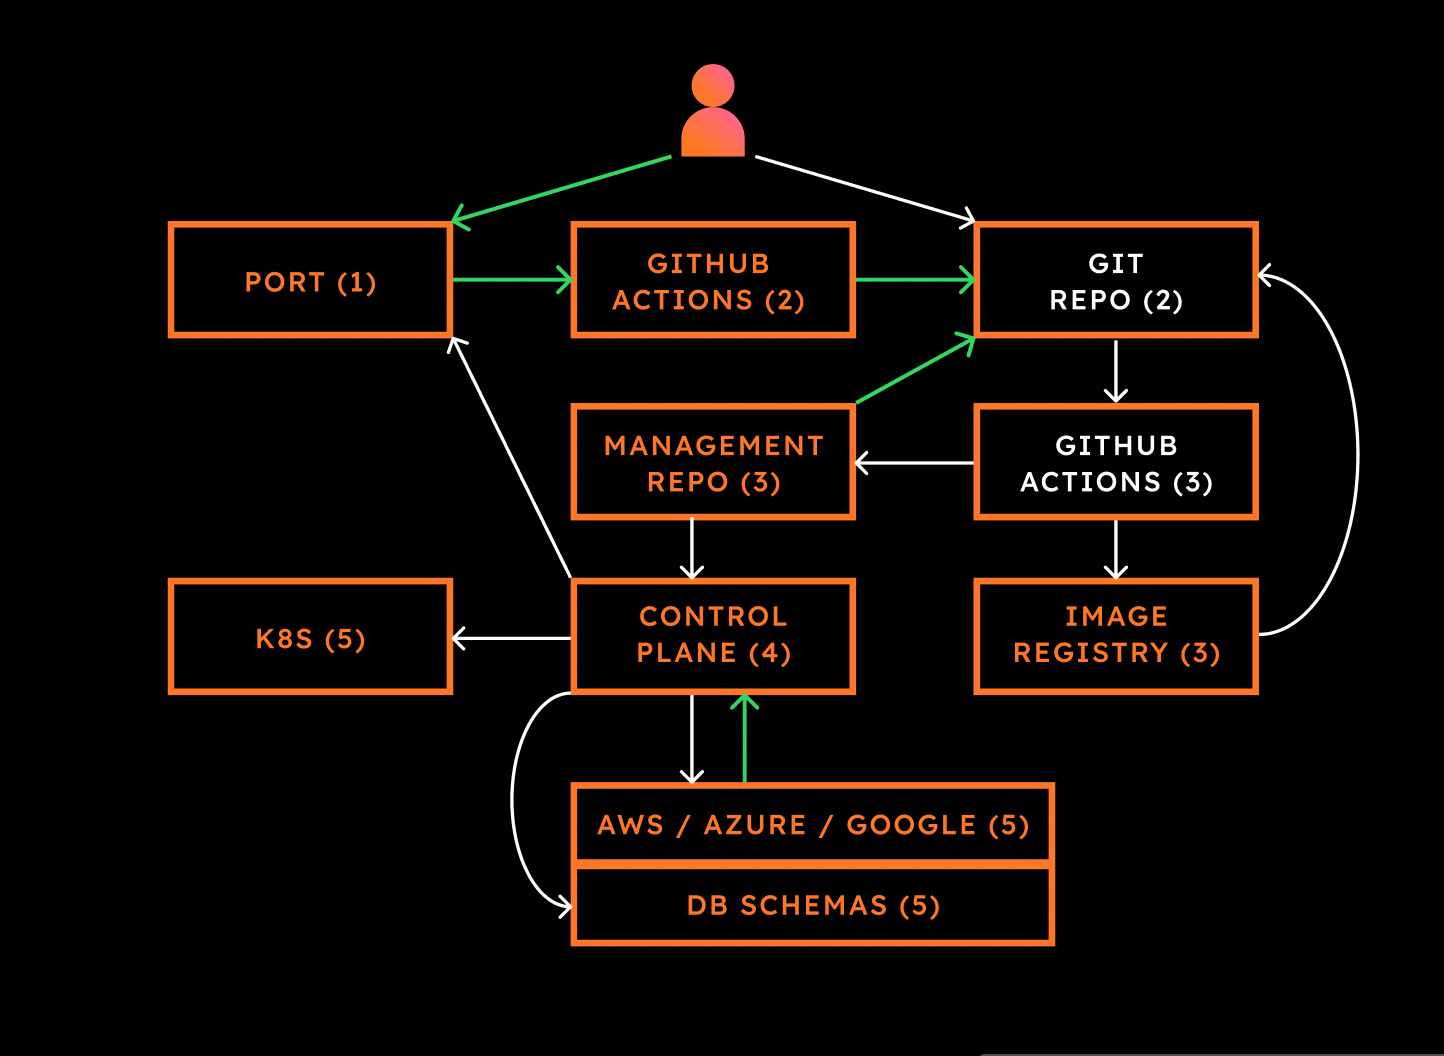 PORT (1)
GITHUB
ACTIONS (2)
GIT
REPO (2)
MANAGEMENT
REPO (3)
GITHUB
ACTIONS (3)
K8S (5)
CONTROL
PLANE (4)
IMAGE
REGISTRY (3)
AWS / AZURE / GOOGLE (5)
DB SCHEMAS (5)